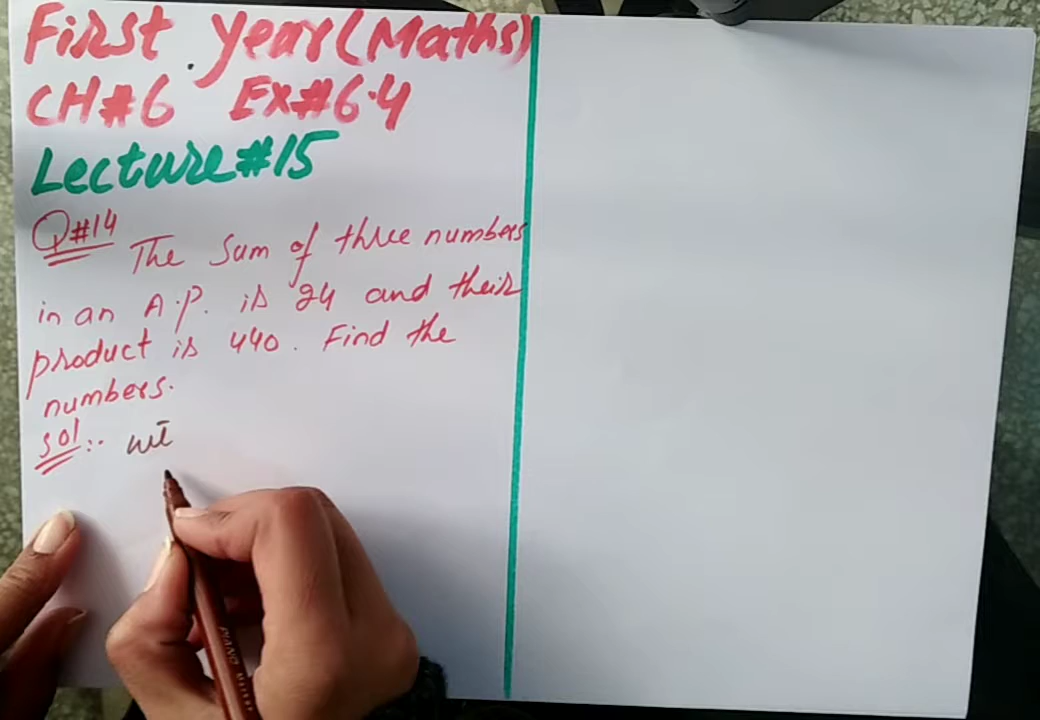 First year (Maths)
CH#6 Ex#6.4
Lecture#15
Q#14
The Sum of three numbers
in an A.P. is 24 and their
product is 440. Find the
numbers.
Sol:-
PIANO